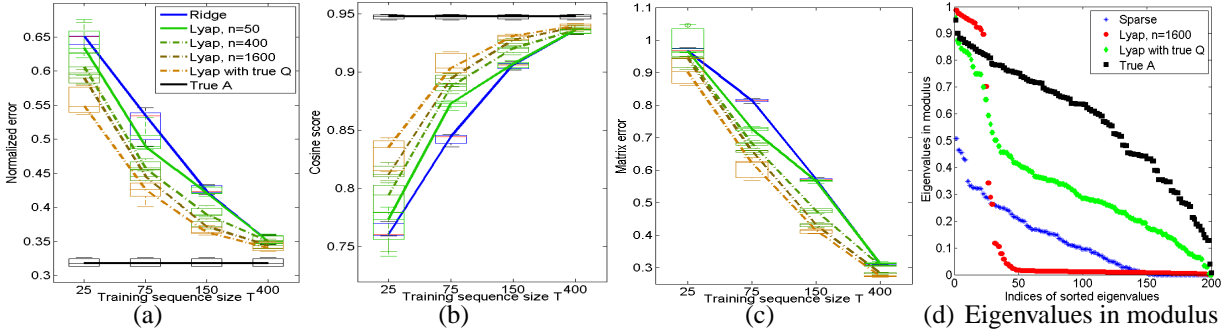 Normalized error
0.65
0.6
0.55
0.5
0.45
0.4
0.35
0.3
Ridge
Lyap, n=50
Lyap, n=400
Lyap, n=1600
Lyap with true Q
True A
25
75
150
400
Training sequence size T
(a)
Cosine score
0.95
0.9
0.85
0.8
0.75
25
75
150
400
Training sequence size T
(b)
Matrix error
1.1
1
0.9
0.8
0.7
0.6
0.5
0.4
0.3
25
75
150
400
Training sequence size T
(c)
Eigenvalues in modulus
1
0.9
0.8
0.7
0.6
0.5
0.4
0.3
0.2
0.1
0
Sparse
Lyap, n=1600
Lyap with true Q
True A
0
50
100
150
200
Indices of sorted eigenvalues
(d) Eigenvalues in modulus